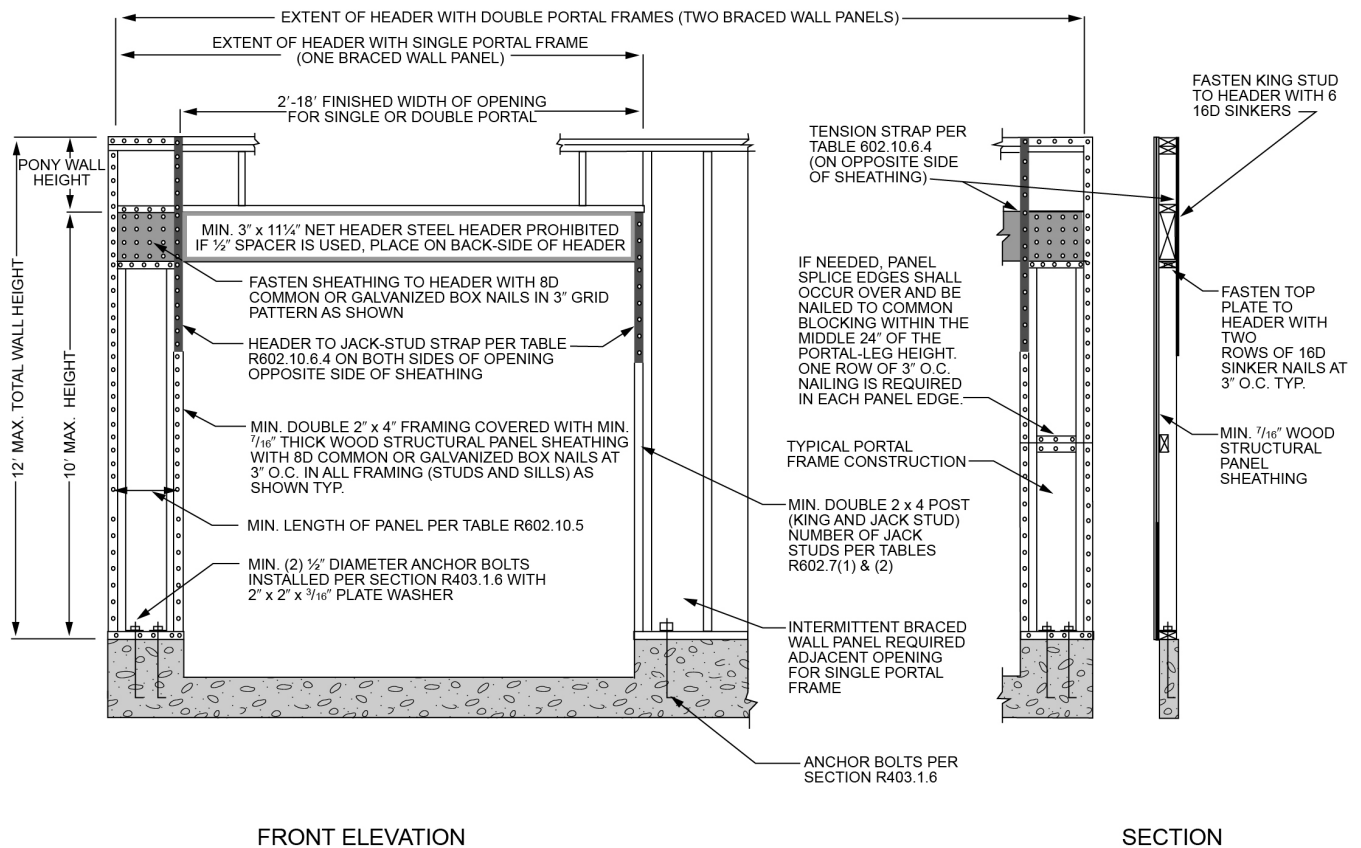 EXTENT OF HEADER WITH DOUBLE PORTAL FRAMES (TWO BRACED WALL PANELS)
EXTENT OF HEADER WITH SINGLE PORTAL FRAME
(ONE BRACED WALL PANEL)
2′-18′ FINISHED WIDTH OF OPENING
FOR SINGLE OR DOUBLE PORTAL
FASTEN KING STUD
TO HEADER WITH 6
16D SINKERS
TENSION STRAP PER
TABLE 602.10.6.4
(ON OPPOSITE SIDE
OF SHEATHING)
PONY WALL
HEIGHT
12′ MAX. TOTAL WALL HEIGHT
10′ MAX. HEIGHT
MIN. 3″ x 11¼″ NET HEADER STEEL HEADER PROHIBITED
IF ½″ SPACER IS USED, PLACE ON BACK-SIDE OF HEADER
FASTEN SHEATHING TO HEADER WITH 8D
COMMON OR GALVANIZED BOX NAILS IN 3″ GRID
PATTERN AS SHOWN
HEADER TO JACK-STUD STRAP PER TABLE
R602.10.6.4 ON BOTH SIDES OF OPENING
OPPOSITE SIDE OF SHEATHING
MIN. DOUBLE 2″ x 4″ FRAMING COVERED WITH MIN.
7/16″ THICK WOOD STRUCTURAL PANEL SHEATHING
WITH 8D COMMON OR GALVANIZED BOX NAILS AT
3″ O.C. IN ALL FRAMING (STUDS AND SILLS) AS
SHOWN TYP.
MIN. LENGTH OF PANEL PER TABLE R602.10.5
MIN. (2) ½″ DIAMETER ANCHOR BOLTS
INSTALLED PER SECTION R403.1.6 WITH
2″ x 2″ x 3/16″ PLATE WASHER
IF NEEDED, PANEL
SPLICE EDGES SHALL
OCCUR OVER AND BE
NAILED TO COMMON
BLOCKING WITHIN THE
MIDDLE 24″ OF THE
PORTAL-LEG HEIGHT.
ONE ROW OF 3″ O.C.
NAILING IS REQUIRED
IN EACH PANEL EDGE.
TYPICAL PORTAL
FRAME CONSTRUCTION
MIN. DOUBLE 2 x 4 POST
(KING AND JACK STUD)
NUMBER OF JACK
STUDS PER TABLES
R602.7(1) & (2)
INTERMITTENT BRACED
WALL PANEL REQUIRED
ADJACENT OPENING
FOR SINGLE PORTAL
FRAME
ANCHOR BOLTS PER
SECTION R403.1.6
FASTEN TOP
PLATE TO
HEADER WITH
TWO
ROWS OF 16D
SINKER NAILS AT
3″ O.C. TYP.
MIN. 7/16″ WOOD
STRUCTURAL
PANEL
SHEATHING
FRONT ELEVATION
SECTION